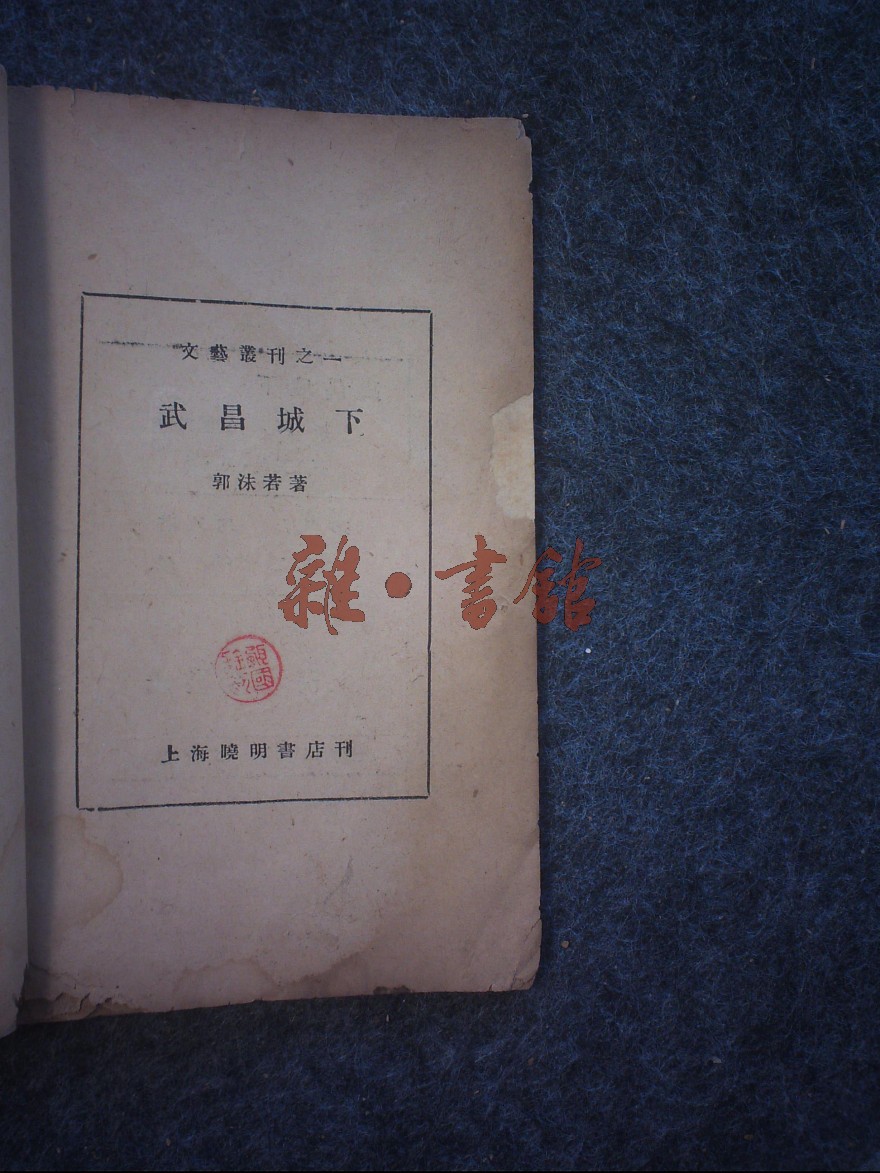 文藝叢刊之一
武昌城下
郭沫若著
雜·書館
上海曉明書店刊